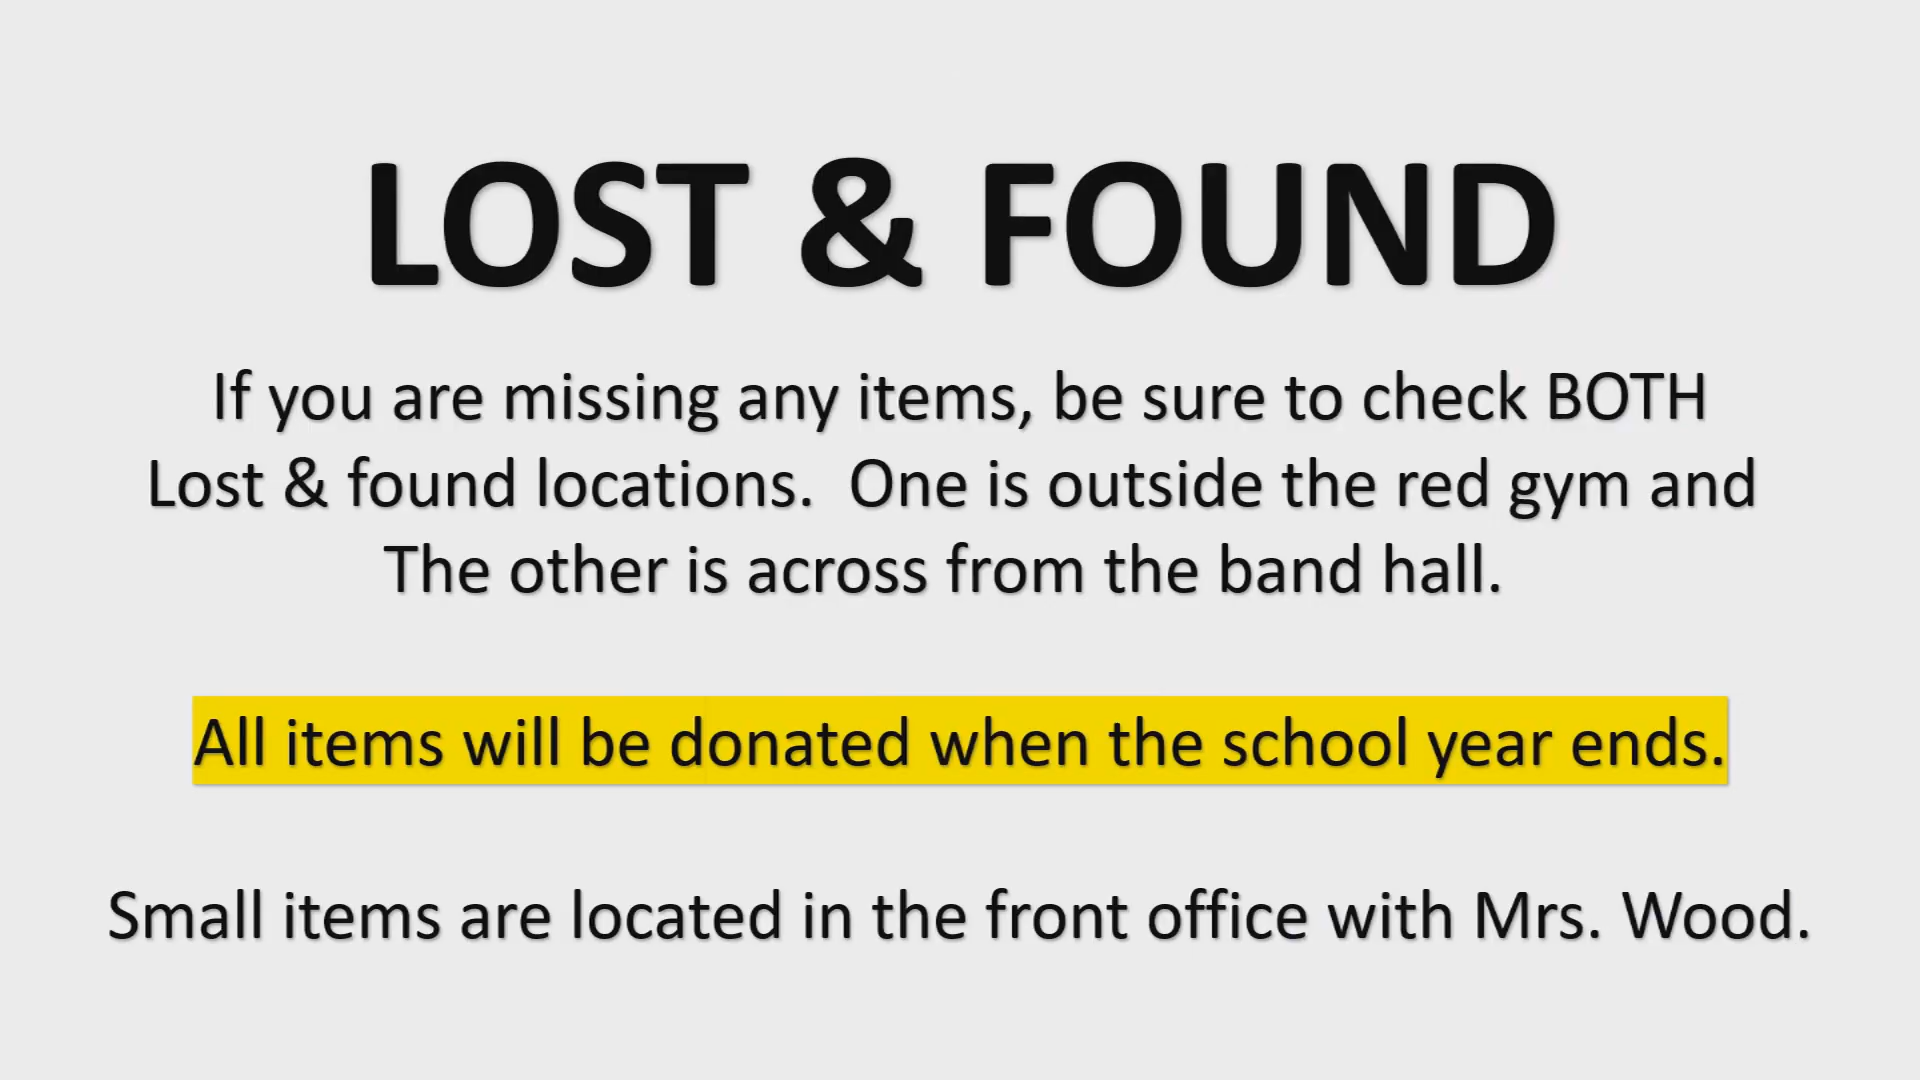 LOST & FOUND
If you are missing any items, be sure to check BOTH
Lost & found locations.  One is outside the red gym and
The other is across from the band hall.
All items will be donated when the school year ends.
Small items are located in the front office with Mrs. Wood.